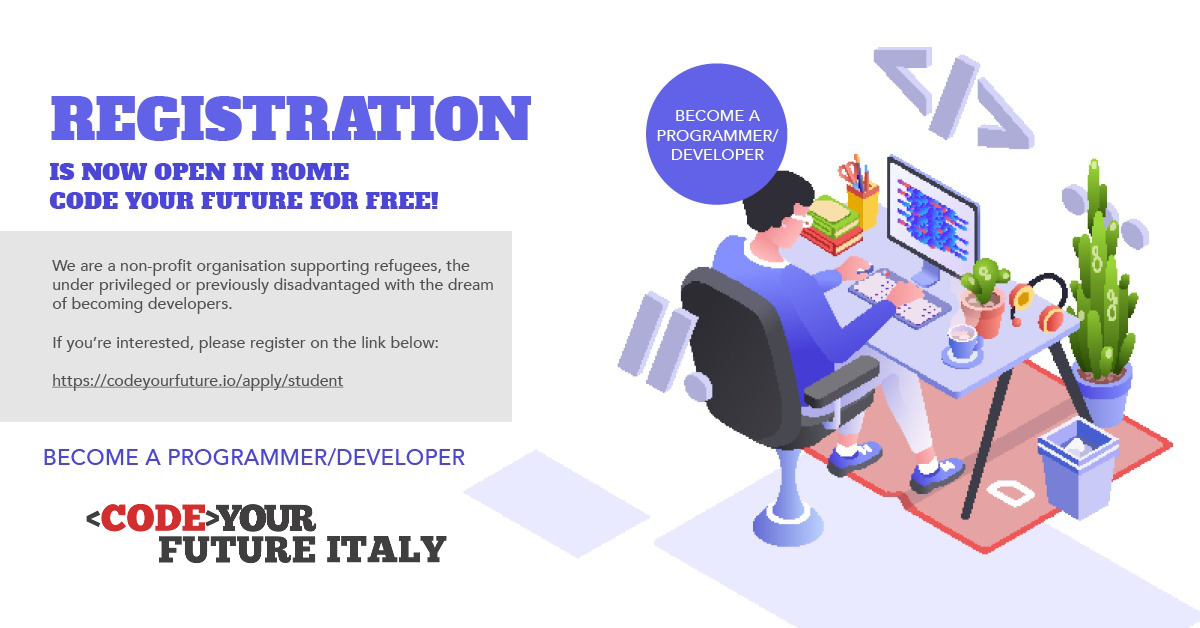 REGISTRATION
IS NOW OPEN IN ROME
CODE YOUR FUTURE FOR FREE!
We are a non-profit organisation supporting refugees, the
under privileged or previously disadvantaged with the dream
of becoming developers.
If you’re interested, please register on the link below:
https://codeyourfuture.io/apply/student
BECOME A PROGRAMMER/DEVELOPER
<CODE>YOUR
FUTURE ITALY
BECOME A
PROGRAMMER/
DEVELOPER
</>